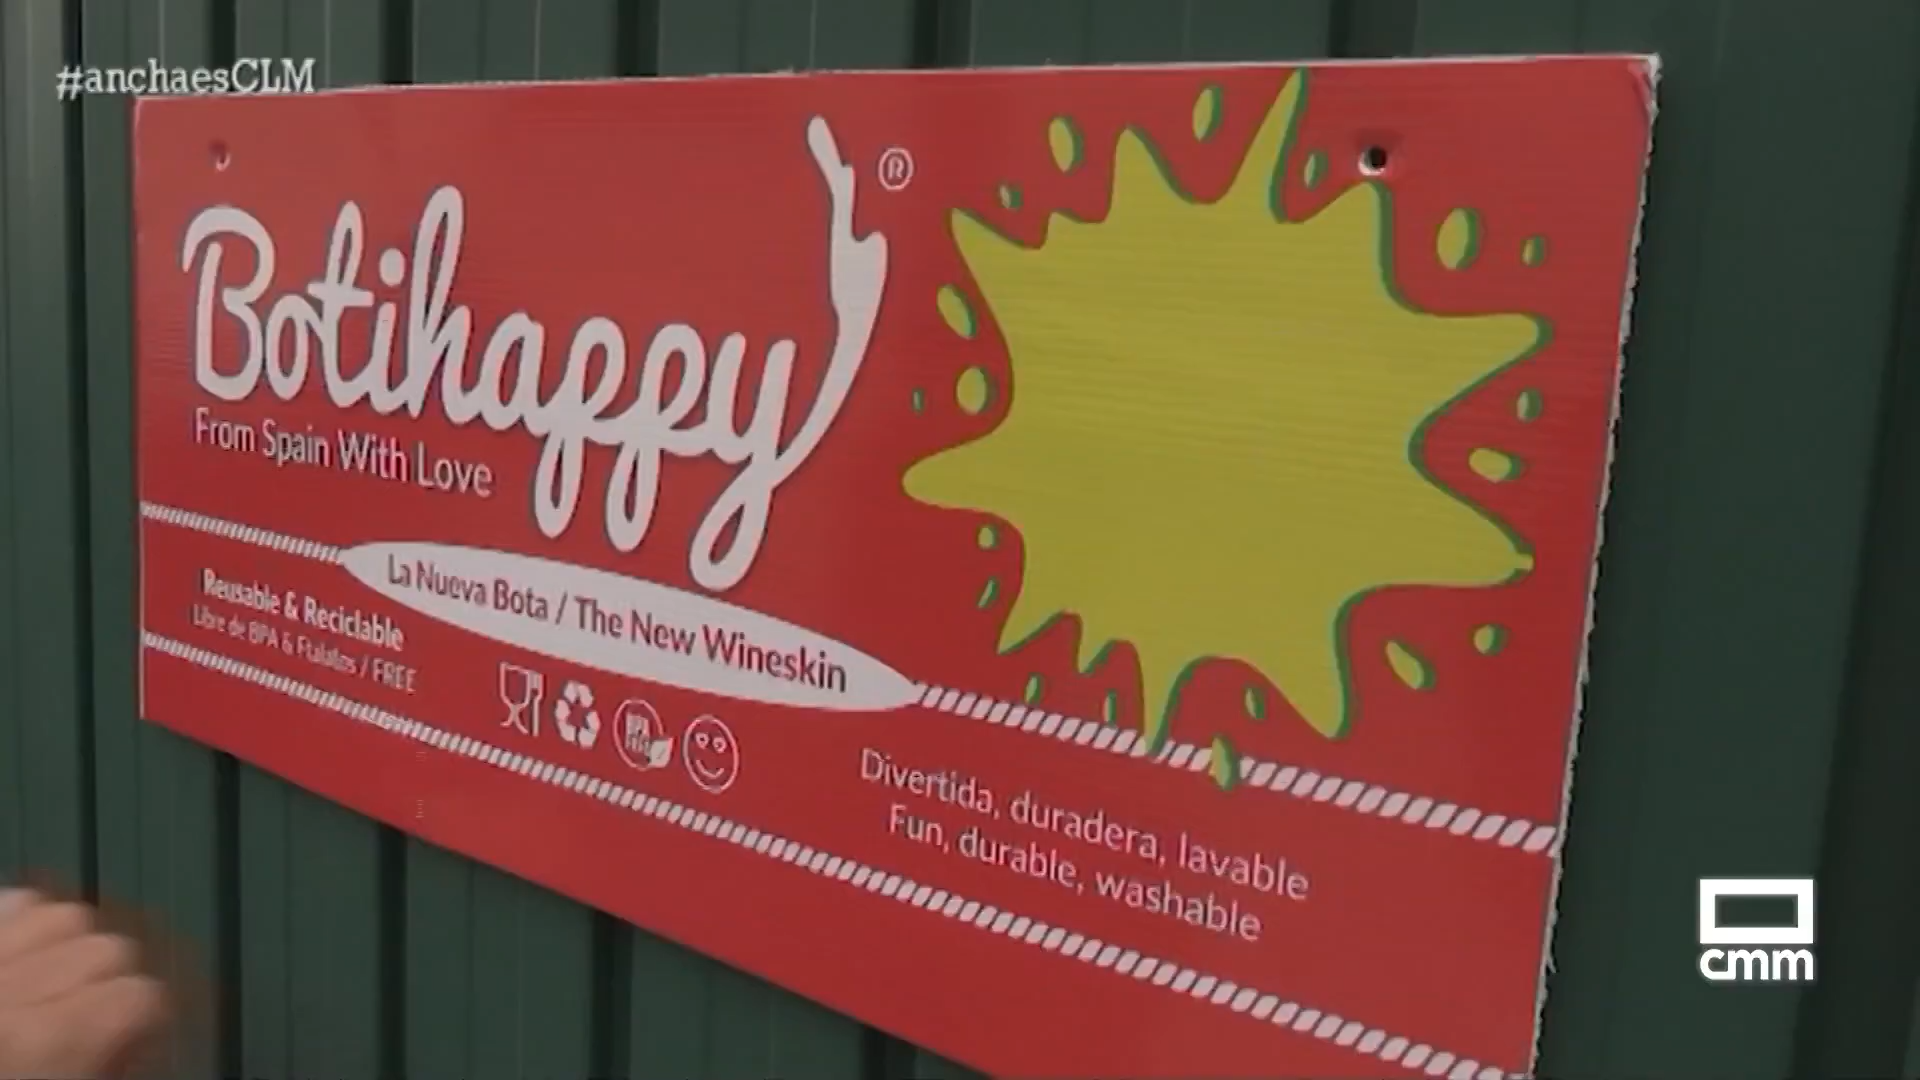 #anchaesCLM
Botihappy ®
From Spain With Love
La Nueva Bota / The New Wineskin
Reusable & Reciclable
Libre de BPA & Ftalatos / FREE
Divertida, duradera, lavable
Fun, durable, washable
cmm